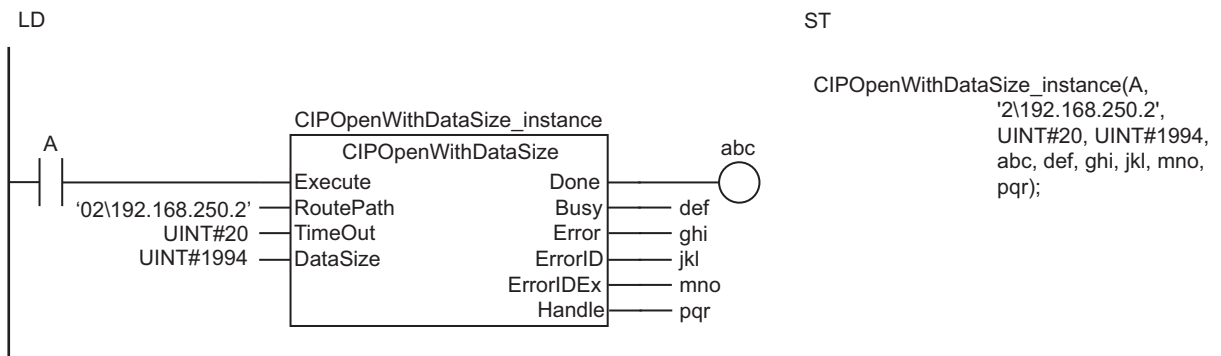 LD
ST
CIPOpenWithDataSize_instance(A,
'2\192.168.250.2',
UINT#20, UINT#1994,
abc, def, ghi, jkl, mno,
pqr);
CIPOpenWithDataSize_instance
A
CIPOpenWithDataSize
abc
Execute Done
‘02\192.168.250.2’ RoutePath Busy def
UINT#20 TimeOut Error ghi
UINT#1994 DataSize ErrorID jkl
ErrorIDEx mno
Handle pqr